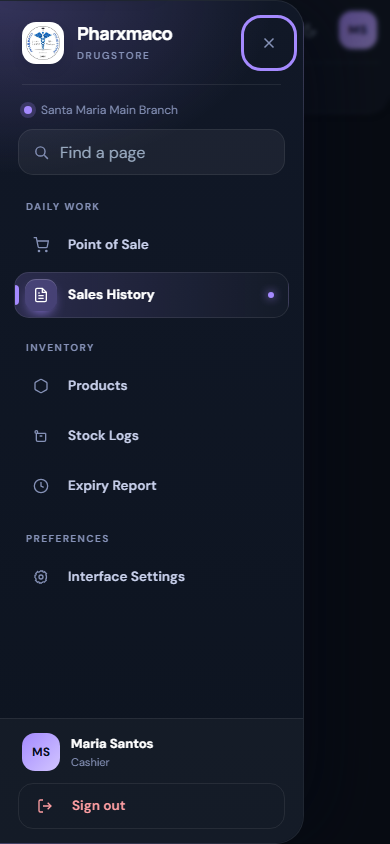 Pharxmaco
DRUGSTORE
Santa Maria Main Branch
Find a page
DAILY WORK
Point of Sale
Sales History
INVENTORY
Products
Stock Logs
Expiry Report
PREFERENCES
Interface Settings
MS
Maria Santos
Cashier
Sign out